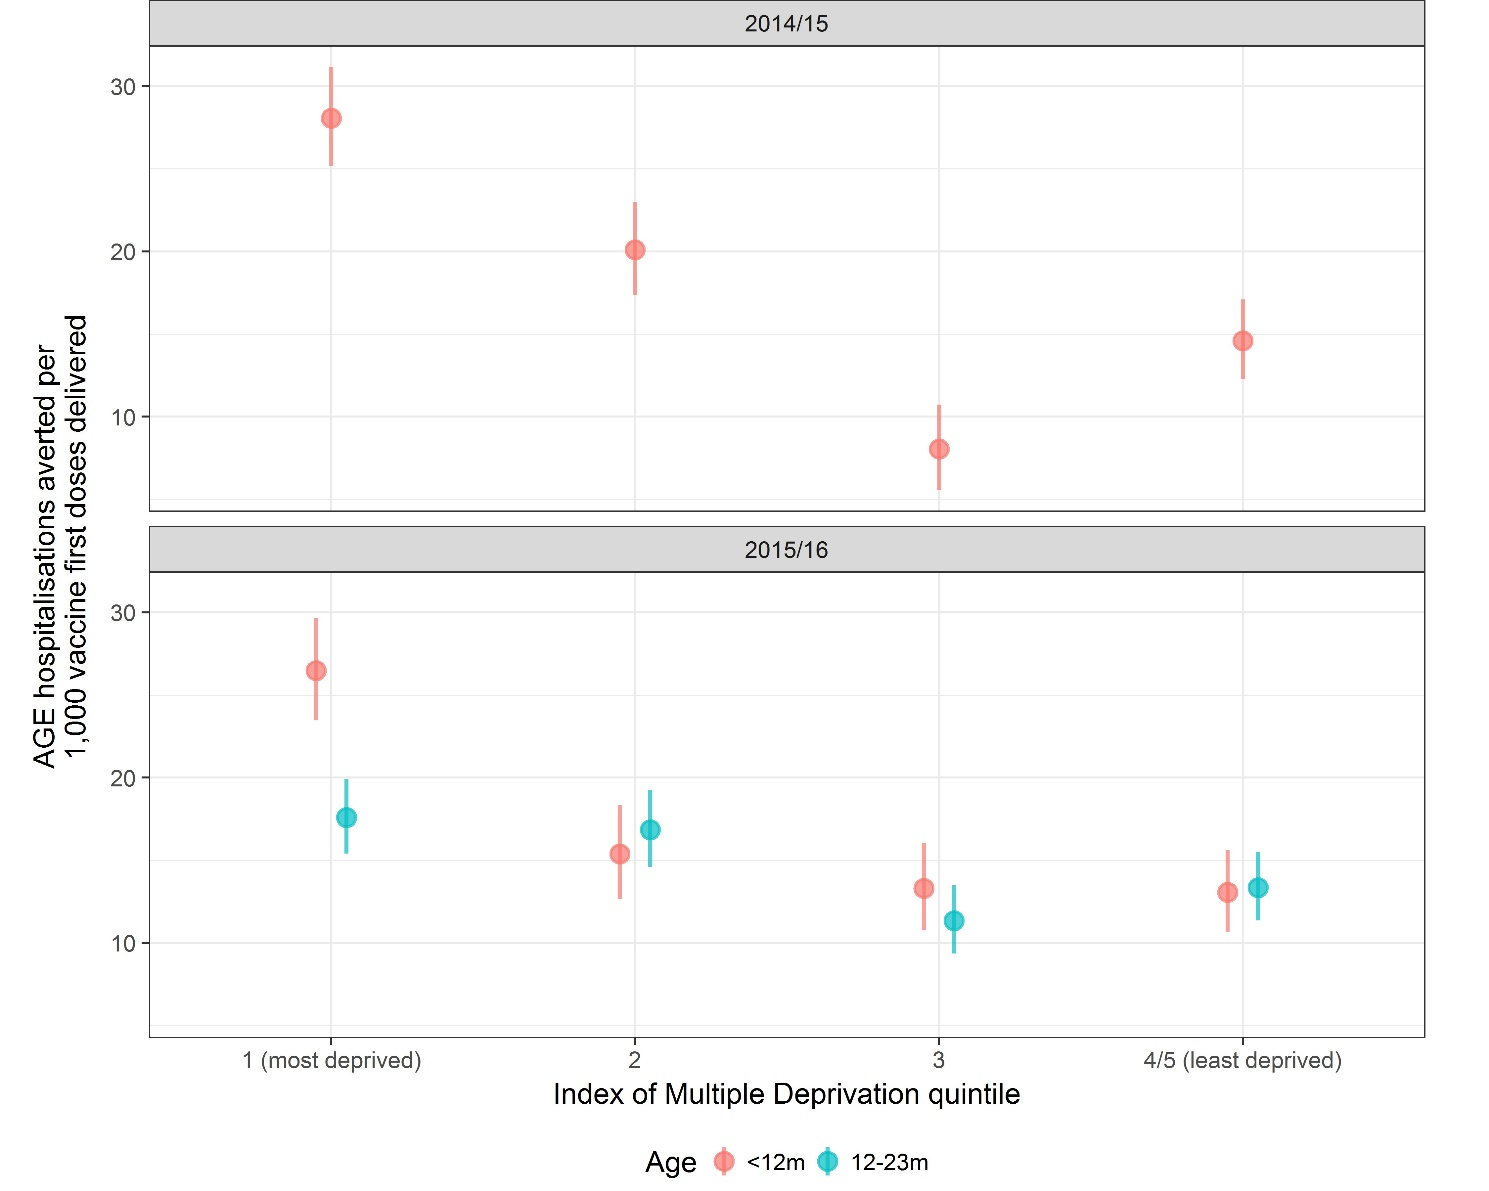 2014/15
30
20
10
AGE hospitalisations averted per
1,000 vaccine first doses delivered
2015/16
30
20
10
1 (most deprived)
2
3
4/5 (least deprived)
Index of Multiple Deprivation quintile
Age
<12m
12-23m